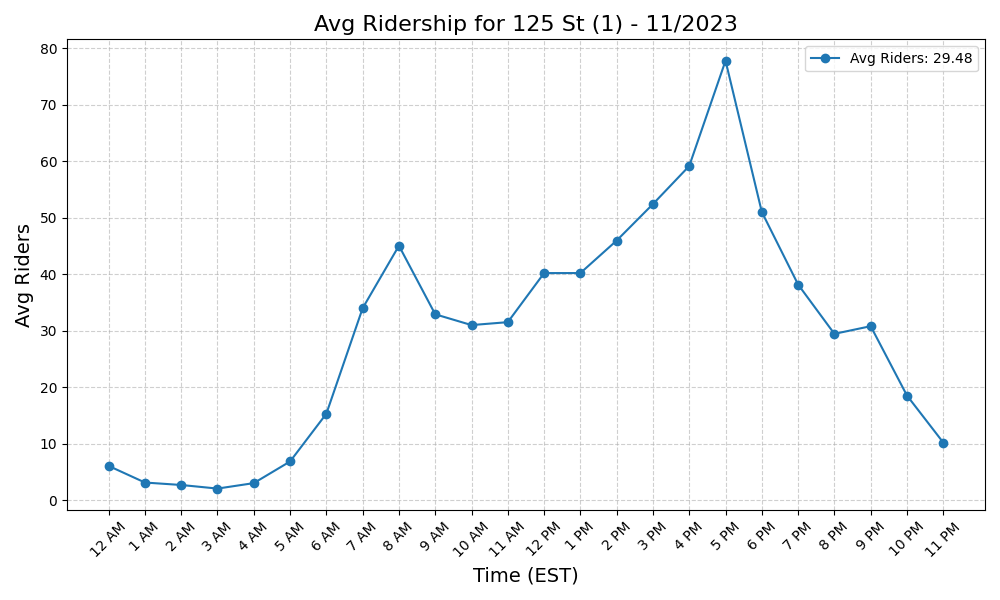 Avg Ridership for 125 St (1) - 11/2023
Avg Riders: 29.48
Avg Riders
80
70
60
50
40
30
20
10
0
12 AM
1 AM
2 AM
3 AM
4 AM
5 AM
6 AM
7 AM
8 AM
9 AM
10 AM
11 AM
12 PM
1 PM
2 PM
3 PM
4 PM
5 PM
6 PM
7 PM
8 PM
9 PM
10 PM
11 PM
Time (EST)